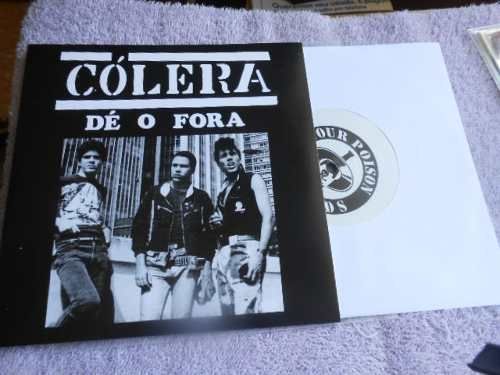 CÓLERA
DÉ O FORA
OUR POISON